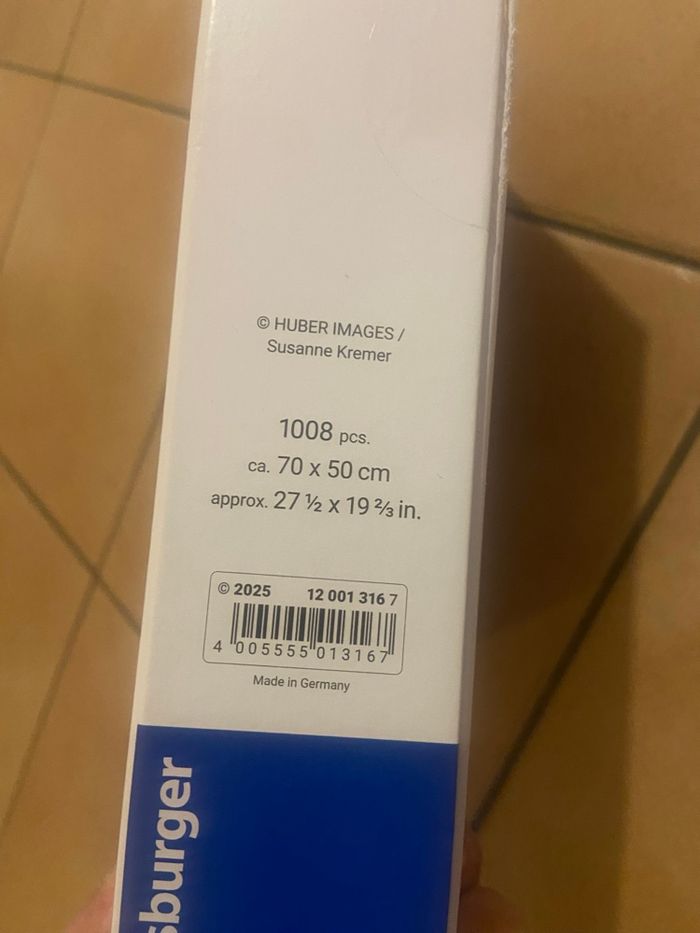 © HUBER IMAGES /
Susanne Kremer
1008 pcs.
ca. 70 x 50 cm
approx. 27 ½ x 19 ⅔ in.
© 2025 12 001 316 7
4 005555 013167
Made in Germany
sburger